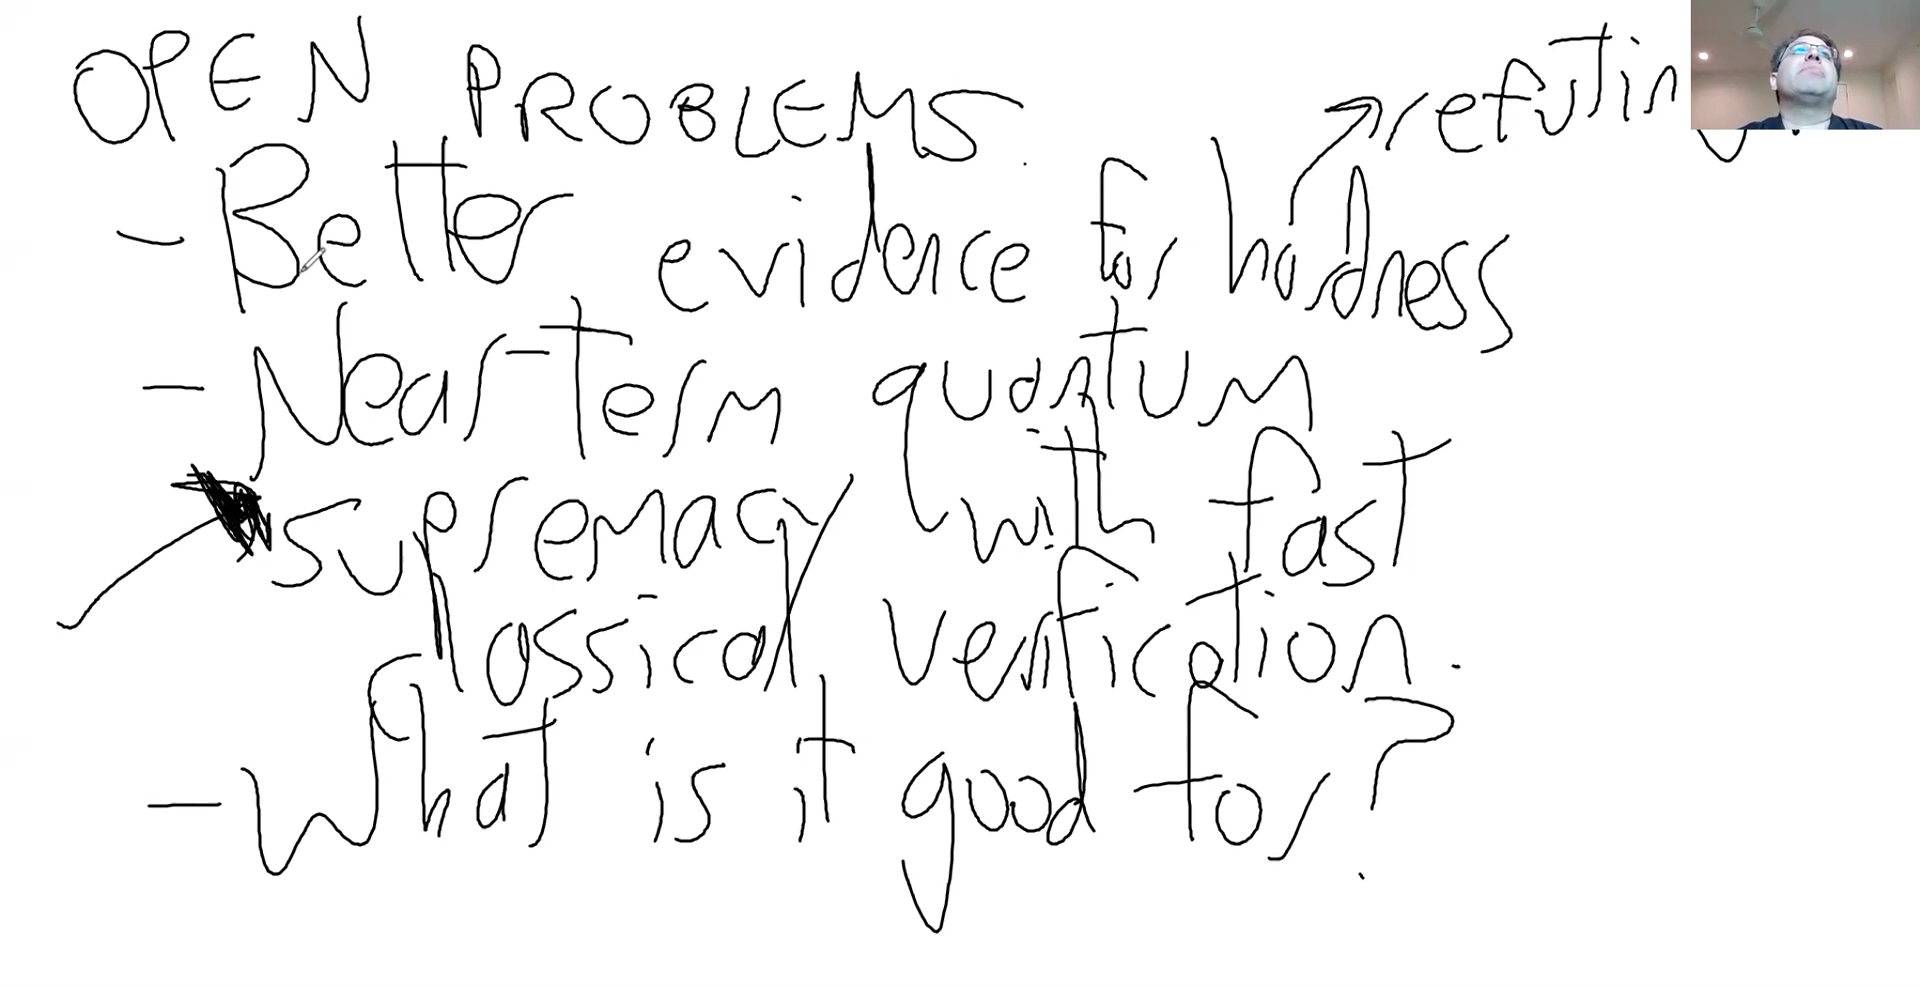 OPEN PROBLEMS.
refuting
- Better evidence for hardness
- Near-term quantum
supremacy with fast
classical verification.
- What is it good for?